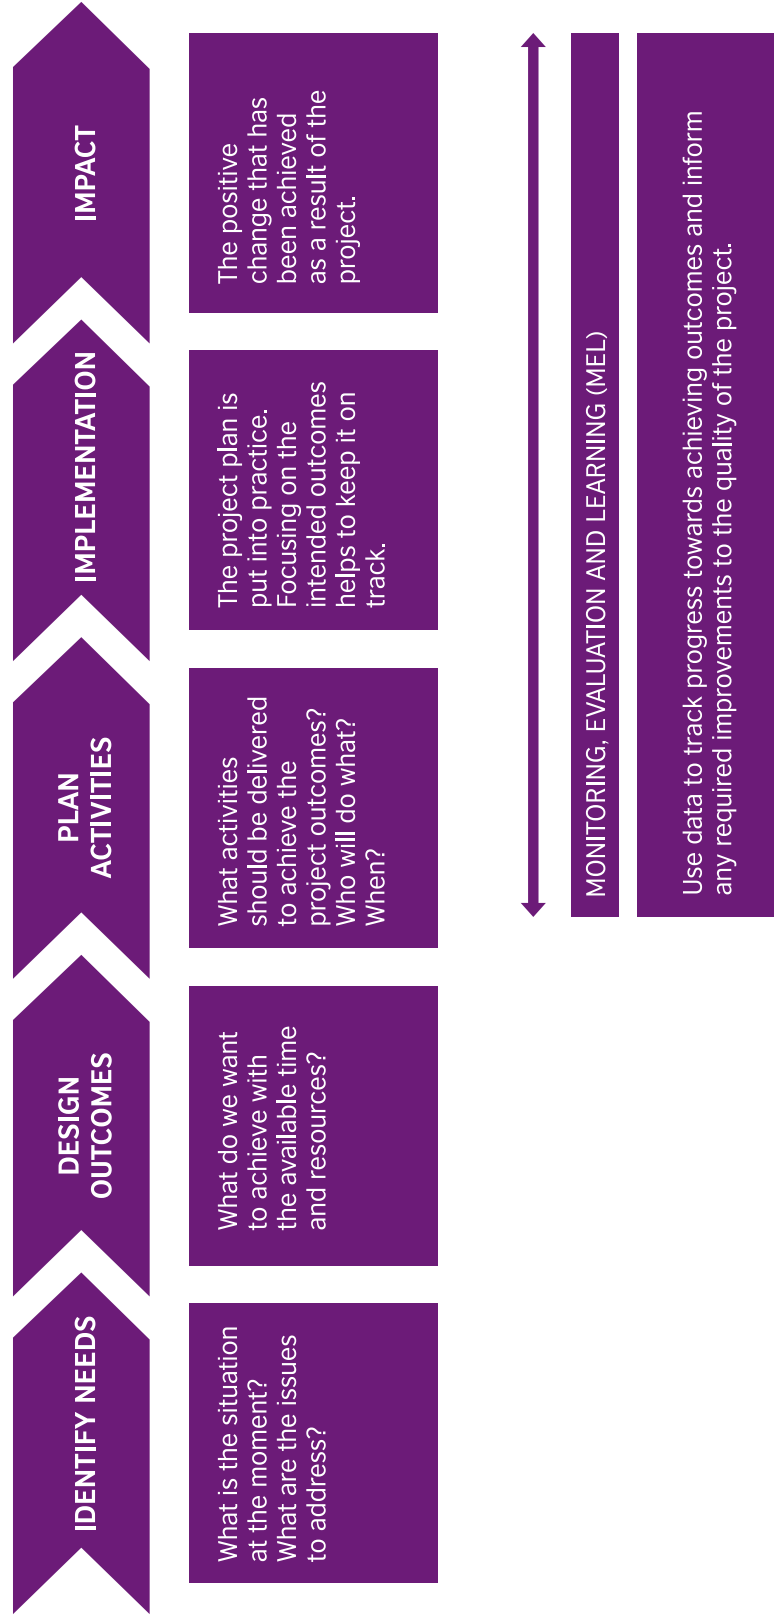 IDENTIFY NEEDS
What is the situation
at the moment?
What are the issues
to address?
DESIGN
OUTCOMES
What do we want
to achieve with
the available time
and resources?
PLAN
ACTIVITIES
What activities
should be delivered
to achieve the
project outcomes?
Who will do what?
When?
IMPLEMENTATION
The project plan is
put into practice.
Focusing on the
intended outcomes
helps to keep it on
track.
IMPACT
The positive
change that has
been achieved
as a result of the
project.
MONITORING, EVALUATION AND LEARNING (MEL)
Use data to track progress towards achieving outcomes and inform
any required improvements to the quality of the project.